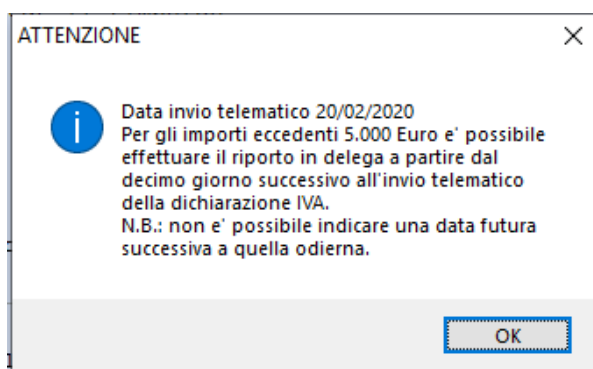 ATTENZIONE
Data invio telematico 20/02/2020
Per gli importi eccedenti 5.000 Euro e' possibile
effettuare il riporto in delega a partire dal
decimo giorno successivo all'invio telematico
della dichiarazione IVA.
N.B.: non e' possibile indicare una data futura
successiva a quella odierna.
OK